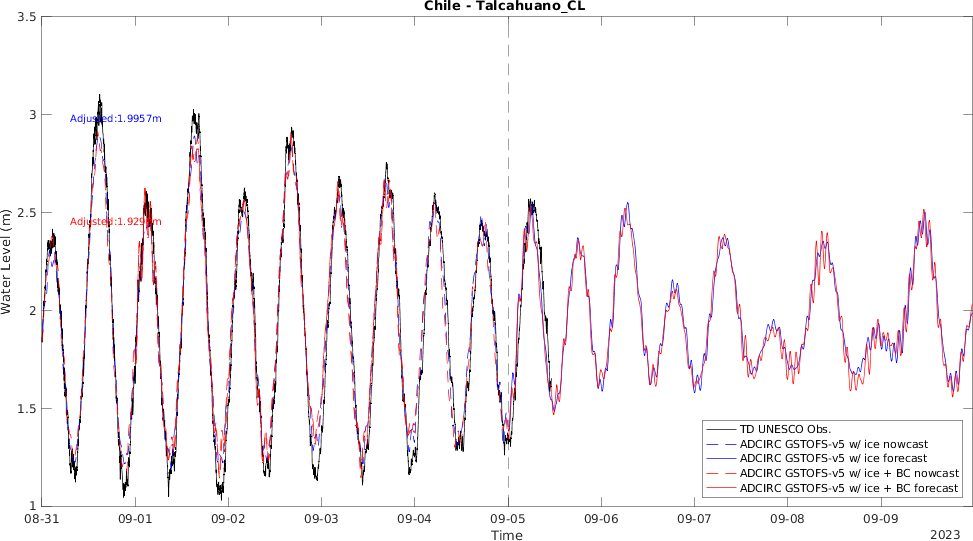 Chile - Talcahuano_CL
3.5
3
2.5
2
1.5
1
Water Level (m)
Adjusted:1.9957m
TD UNESCO Obs.
ADCIRC GSTOFS-v5 w/ ice nowcast
ADCIRC GSTOFS-v5 w/ ice forecast
ADCIRC GSTOFS-v5 w/ ice + BC nowcast
ADCIRC GSTOFS-v5 w/ ice + BC forecast
08-31 09-01 09-02 09-03 09-04 09-05 09-06 09-07 09-08 09-09
Time
2023